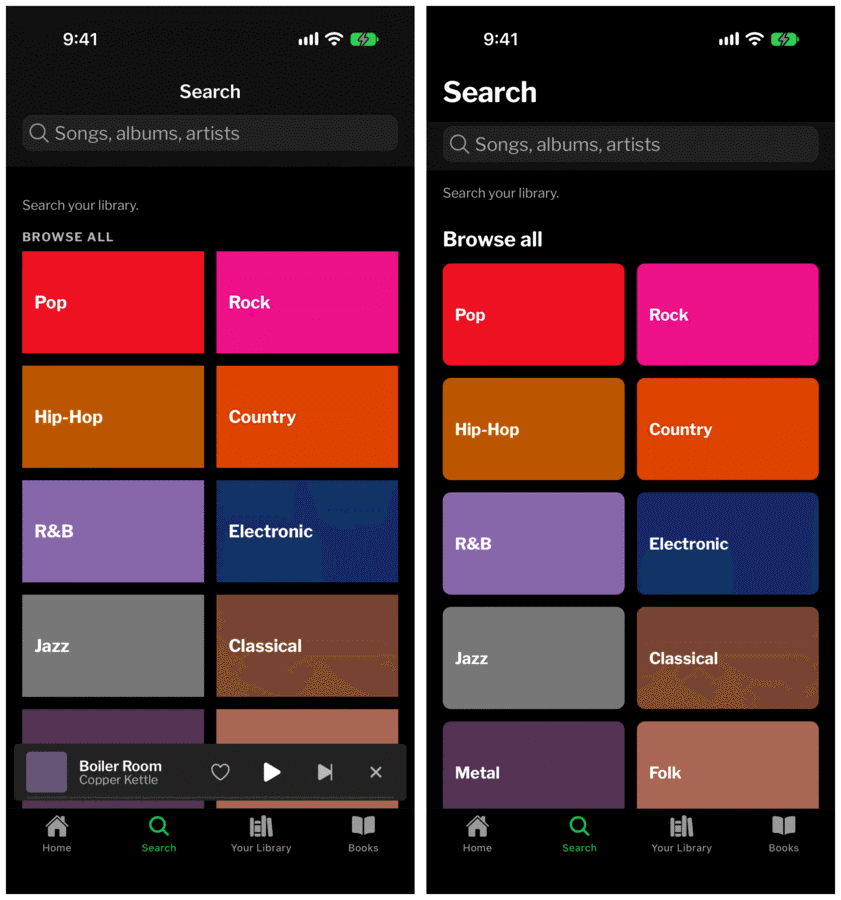 9:41
Search
Songs, albums, artists
Search your library.
BROWSE ALL
Pop
Rock
Hip-Hop
Country
R&B
Electronic
Jazz
Classical
Boiler Room
Copper Kettle
Home
Search
Your Library
Books
9:41
Search
Songs, albums, artists
Search your library.
Browse all
Pop
Rock
Hip-Hop
Country
R&B
Electronic
Jazz
Classical
Metal
Folk
Home
Search
Your Library
Books